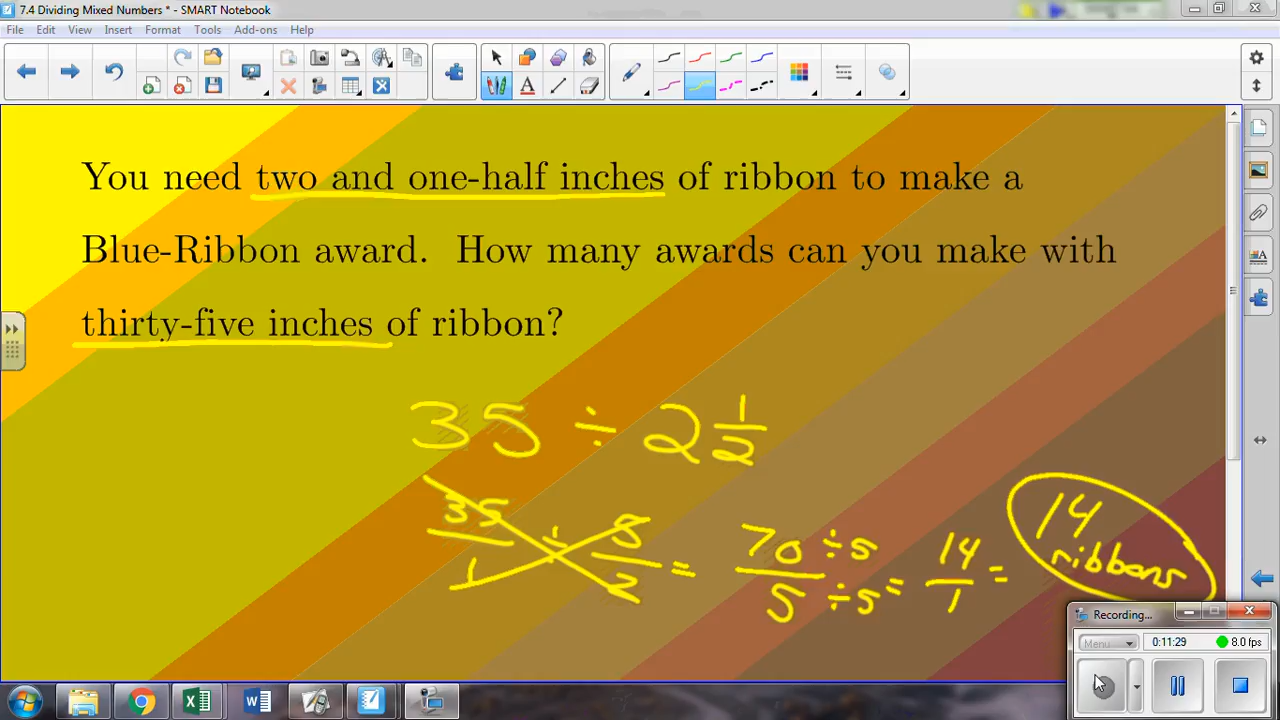 7.4 Dividing Mixed Numbers * - SMART Notebook
File Edit View Insert Format Tools Add-ons Help
You need two and one-half inches of ribbon to make a
Blue-Ribbon award. How many awards can you make with
thirty-five inches of ribbon?
35 ÷ 2 1/2
35/1 ÷ 5/2 = 70/5 ÷5/÷5 = 14/1 = 14 ribbons
Recording...
Menu 0:11:29 8.0 fps